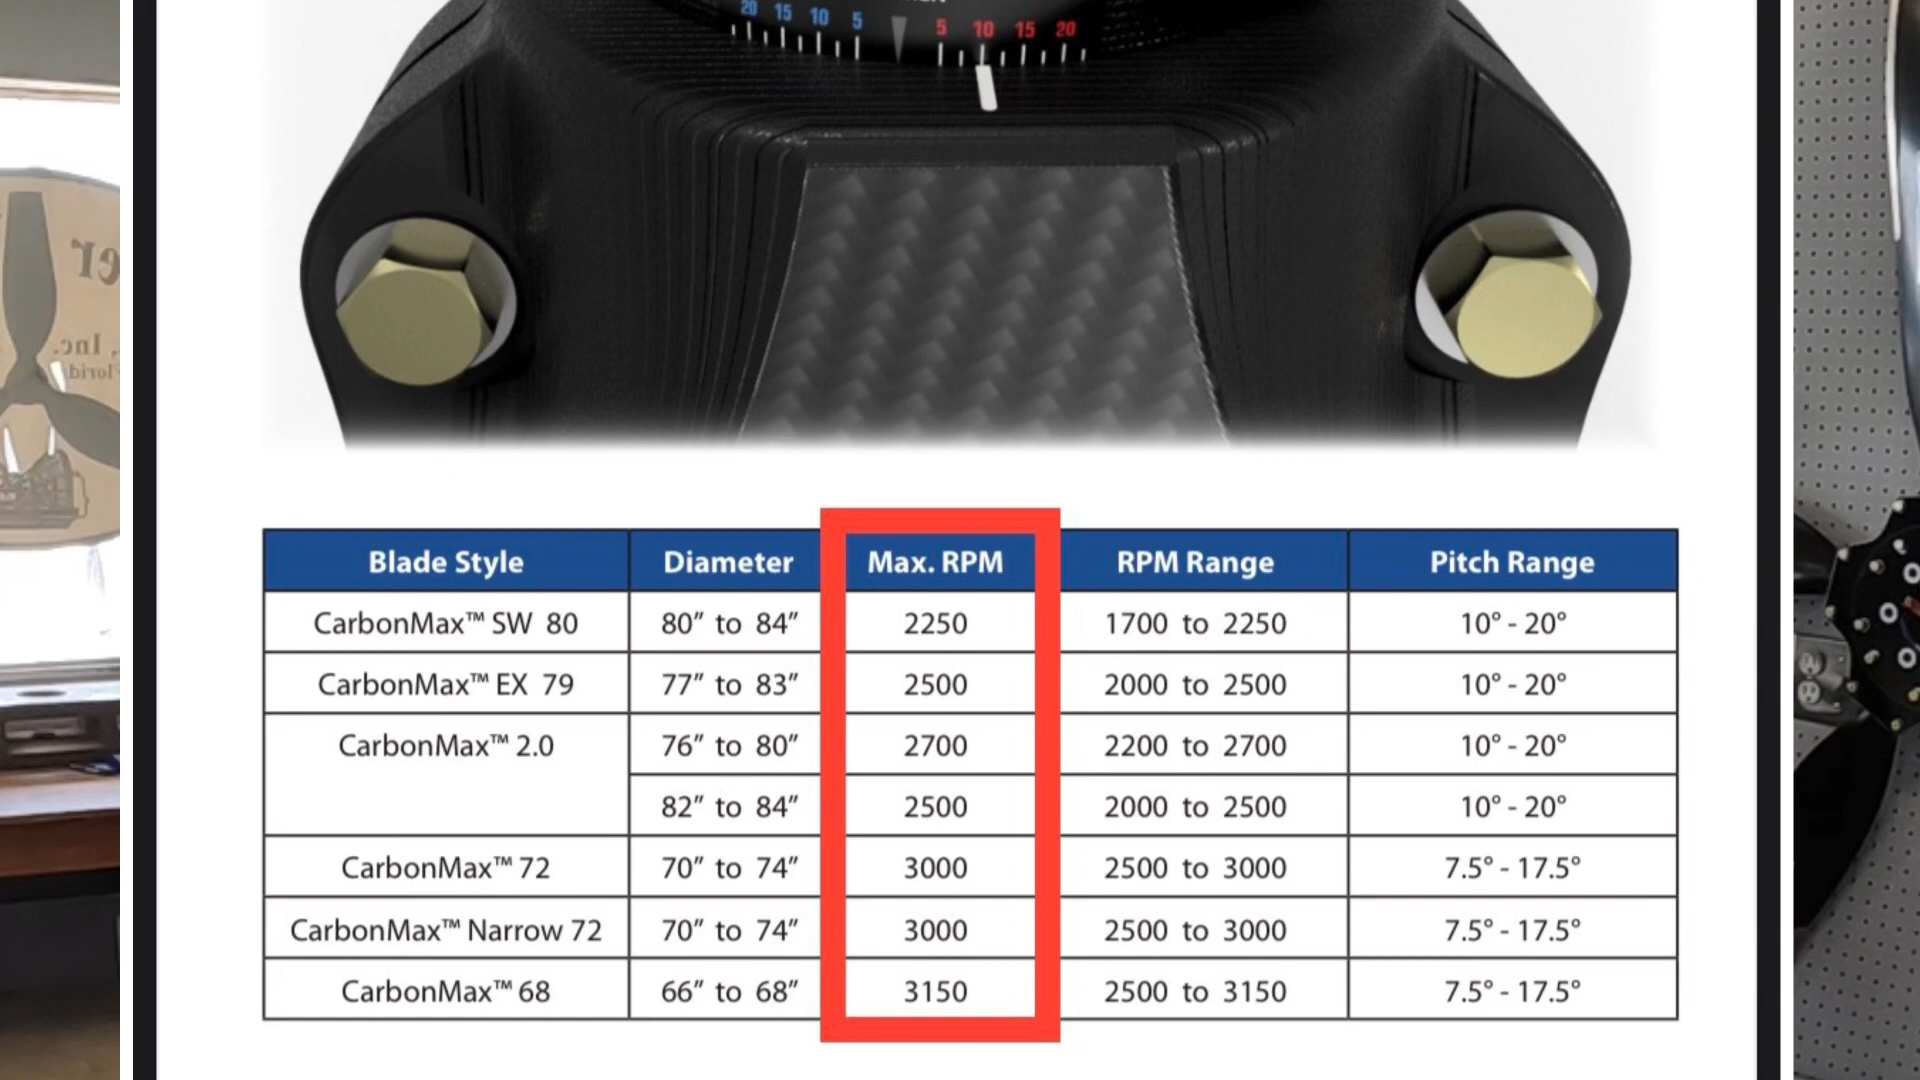 20 15 10 5 5 10 15 20
er
, Inc.
Blade Style Diameter Max. RPM RPM Range Pitch Range
CarbonMax™ SW 80 80” to 84” 2250 1700 to 2250 10° - 20°
CarbonMax™ EX 79 77” to 83” 2500 2000 to 2500 10° - 20°
CarbonMax™ 2.0 76” to 80” 2700 2200 to 2700 10° - 20°
82” to 84” 2500 2000 to 2500 10° - 20°
CarbonMax™ 72 70” to 74” 3000 2500 to 3000 7.5° - 17.5°
CarbonMax™ Narrow 72 70” to 74” 3000 2500 to 3000 7.5° - 17.5°
CarbonMax™ 68 66” to 68” 3150 2500 to 3150 7.5° - 17.5°